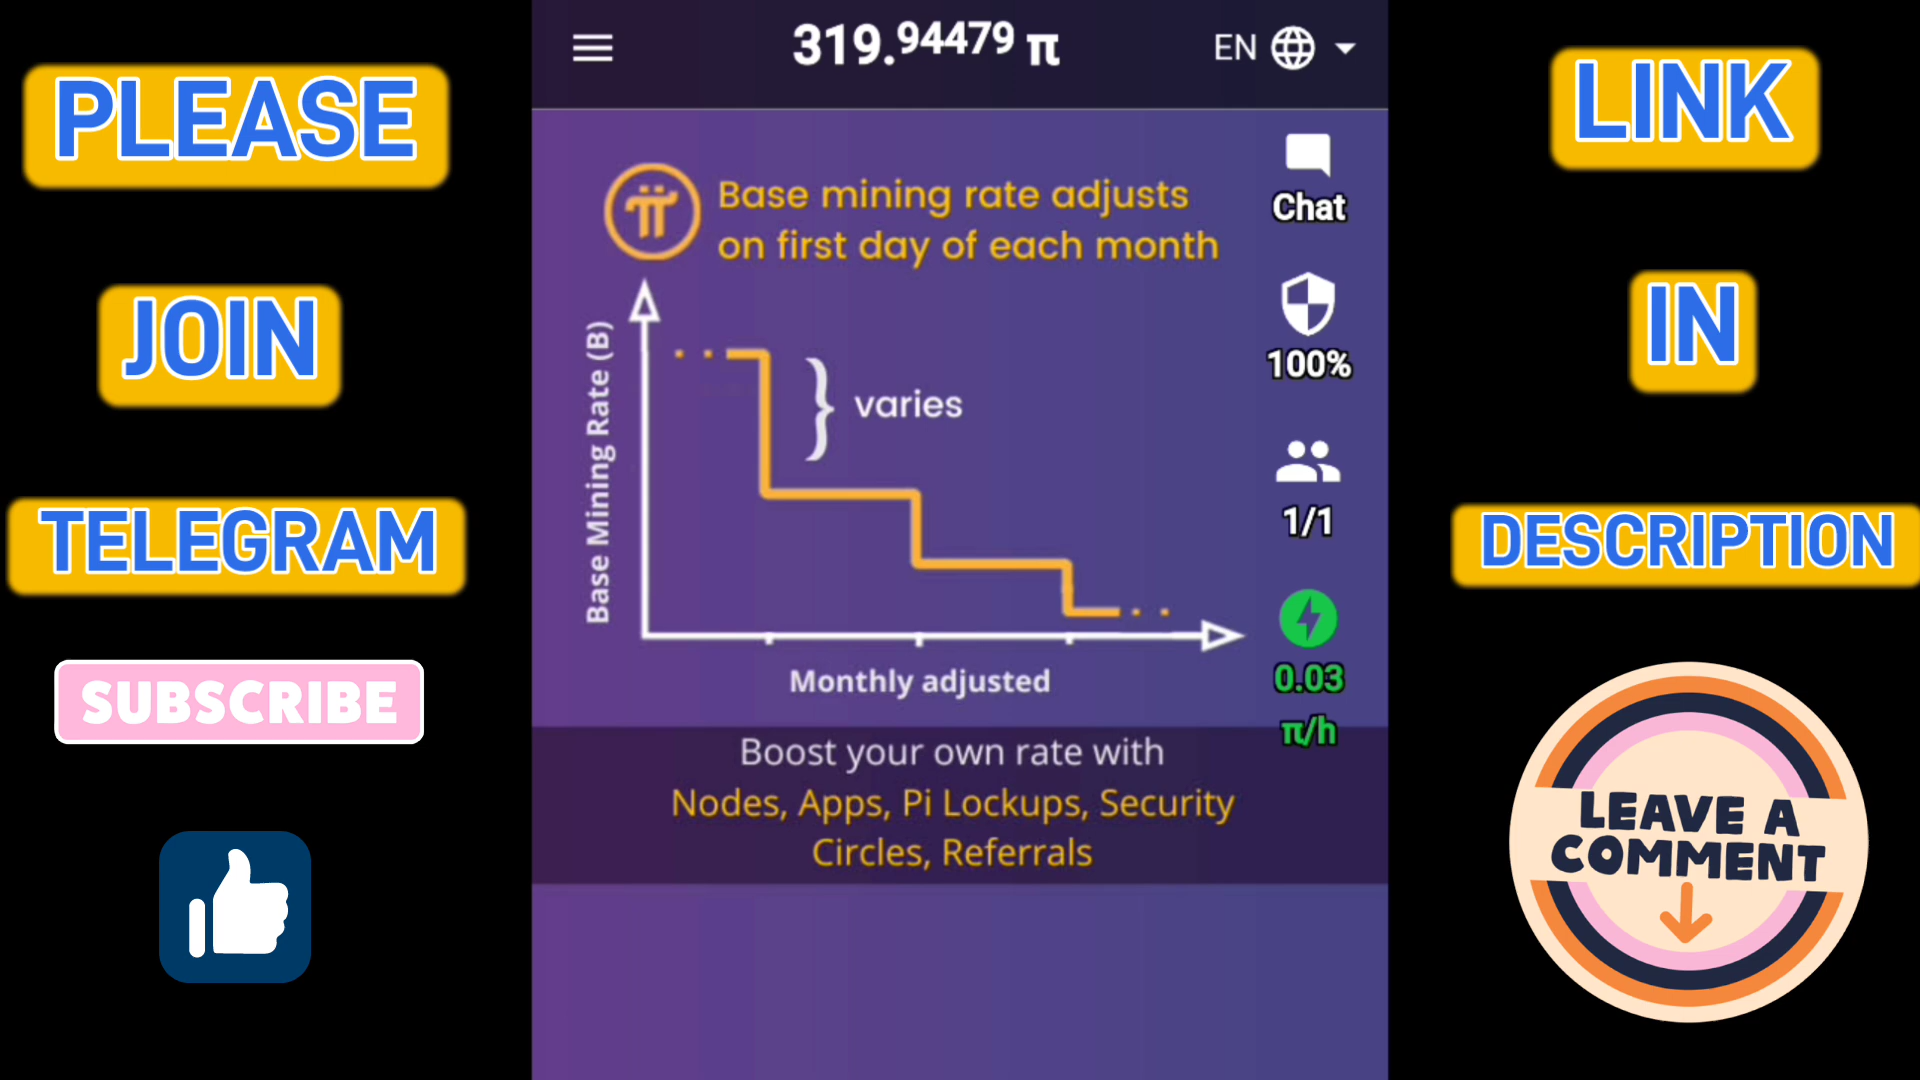 PLEASE
JOIN
TELEGRAM
SUBSCRIBE
319.94479 π
EN
Base mining rate adjusts
on first day of each month
Chat
100%
1/1
0.03
π/h
Base Mining Rate (B)
varies
Monthly adjusted
Boost your own rate with
Nodes, Apps, Pi Lockups, Security
Circles, Referrals
LINK
IN
DESCRIPTION
LEAVE A
COMMENT